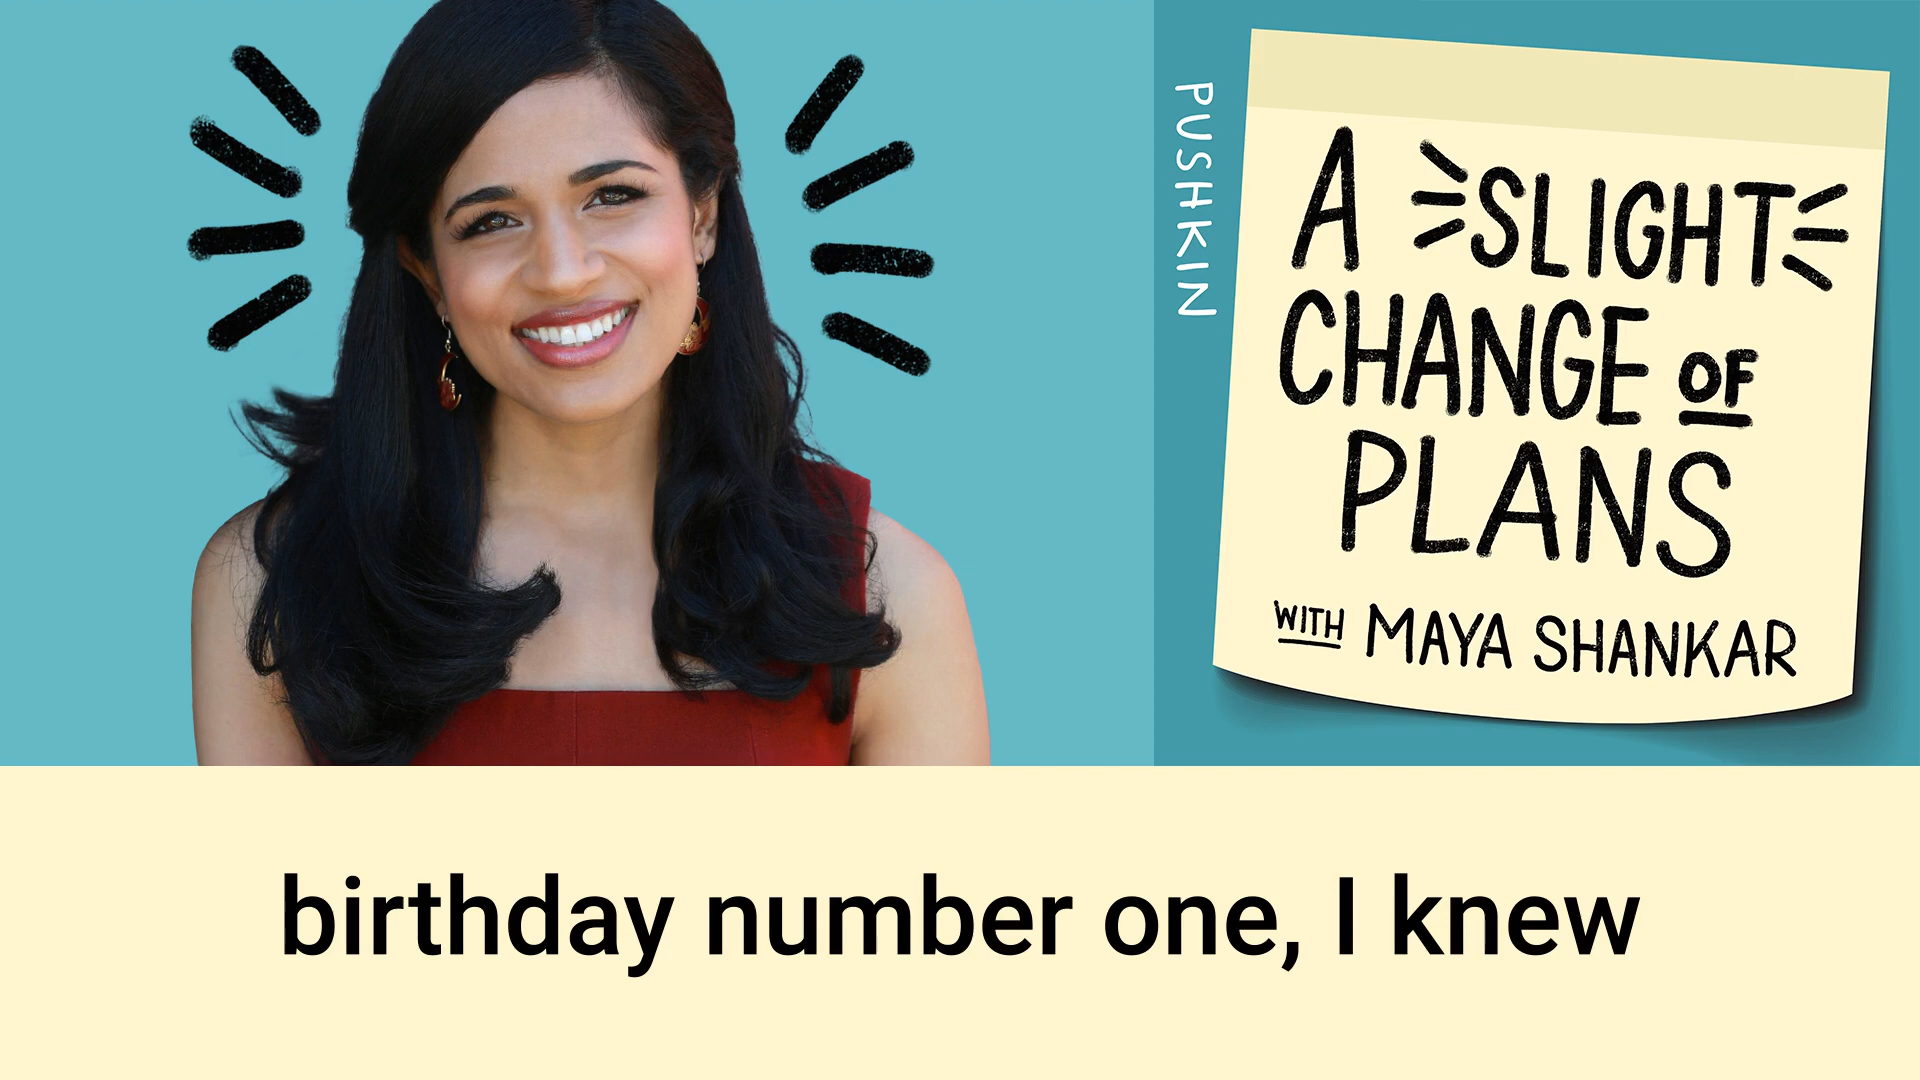 PUSHKIN
A SLIGHT
CHANGE OF
PLANS
WITH MAYA SHANKAR
birthday number one, I knew